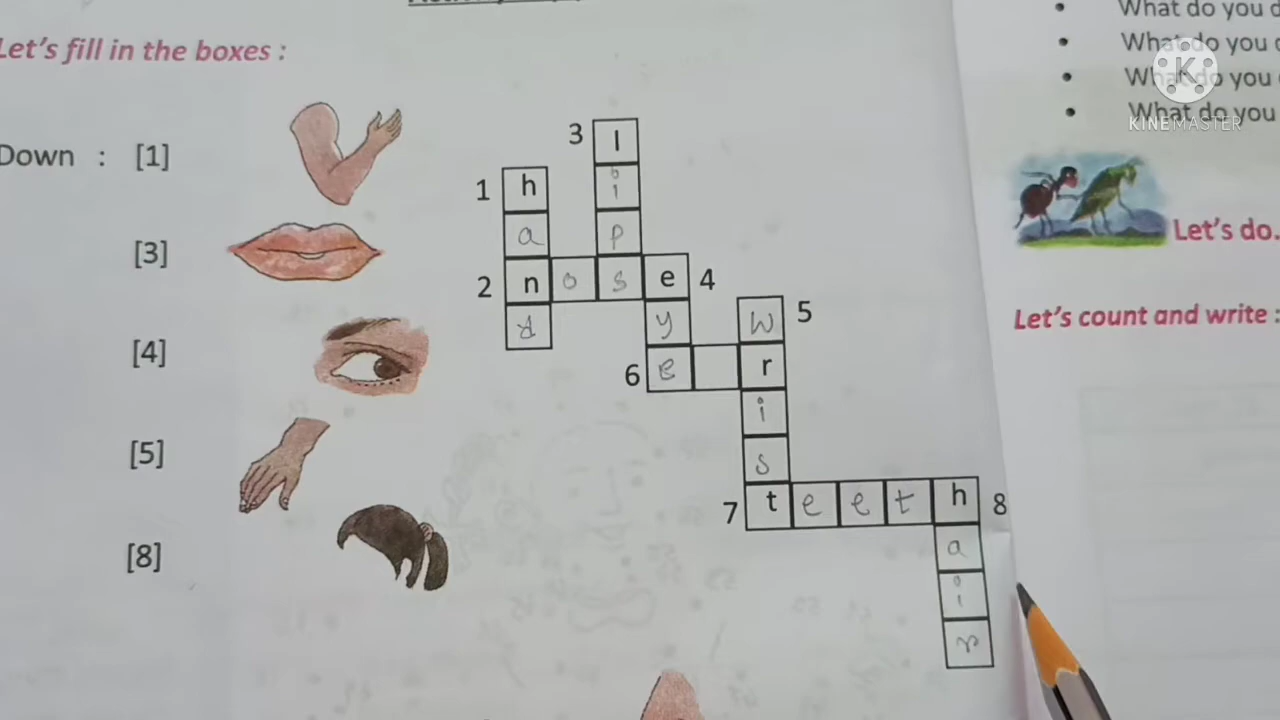 Let's fill in the boxes :
Down : [1]
[3]
[4]
[5]
[8]
3 l
i
1 h
a p
2 n o s e 4
d y w 5
6 e r
i
s
7 t e e t h 8
a
i
r
What do you
What do you
What do you
What do you
KINEMASTER
Let's do.
Let's count and write :